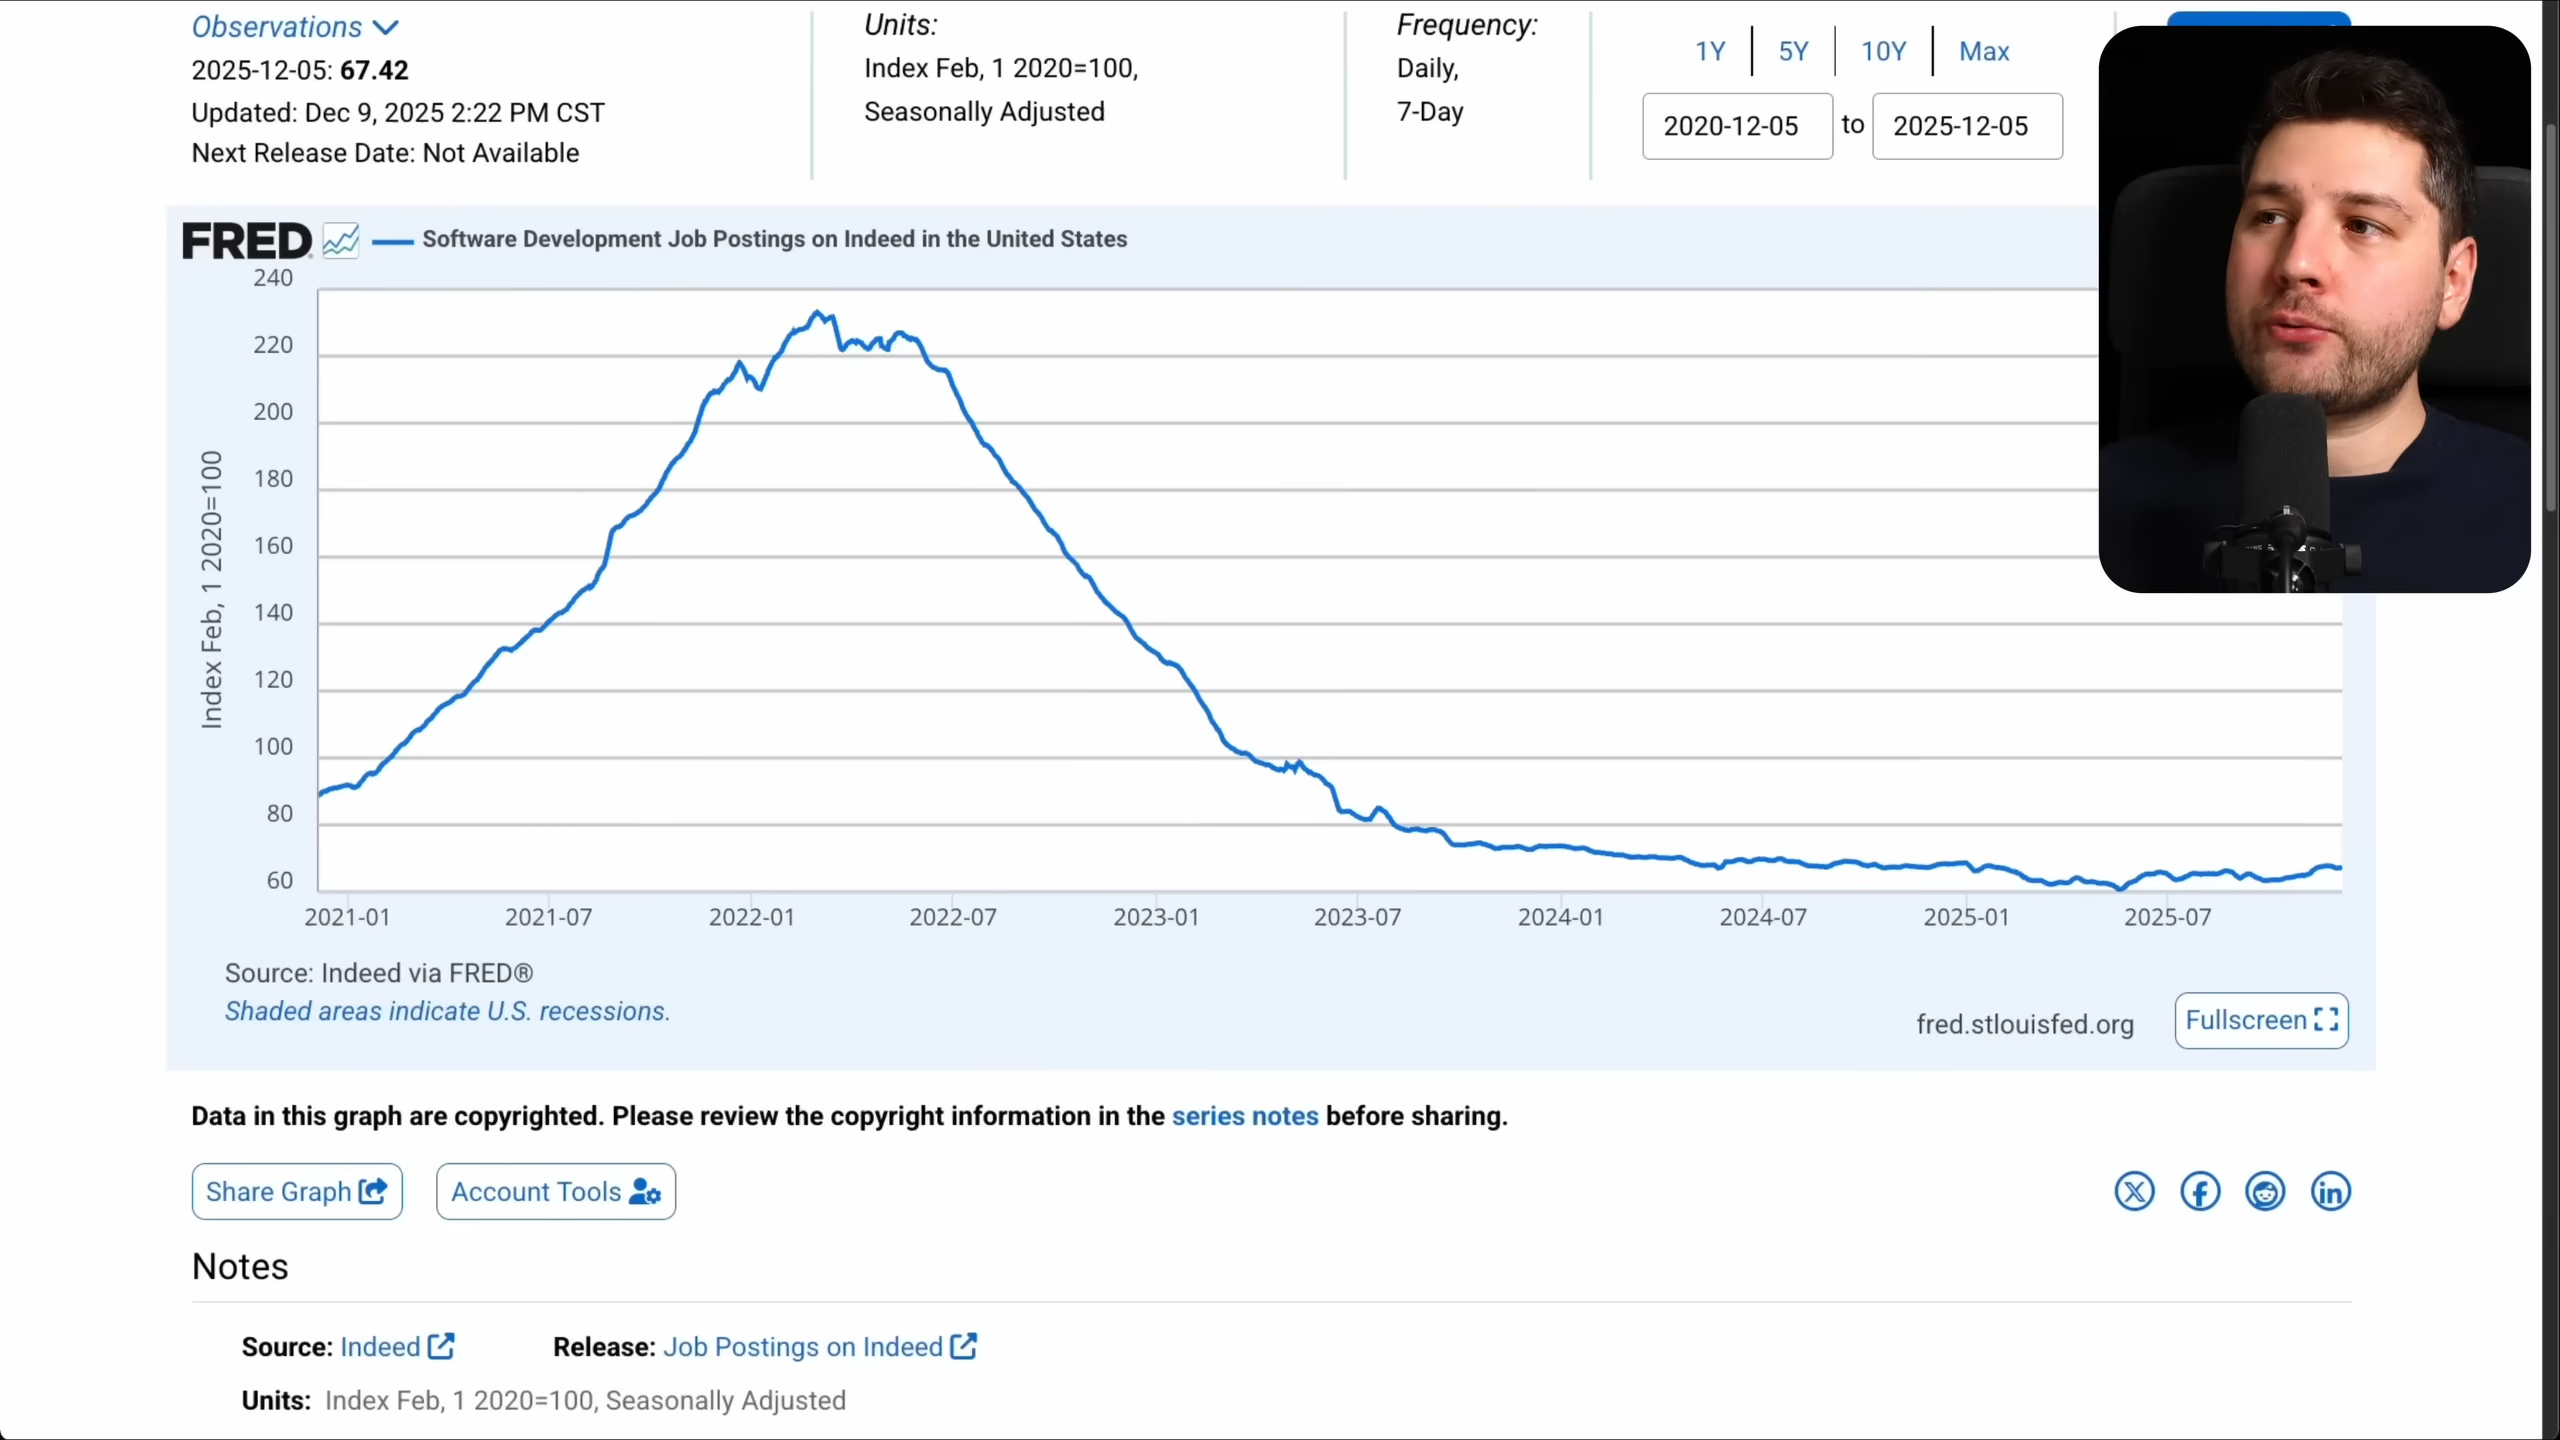 Observations
2025-12-05: 67.42
Updated: Dec 9, 2025 2:22 PM CST
Next Release Date: Not Available
Units:
Index Feb, 1 2020=100,
Seasonally Adjusted
Frequency:
Daily,
7-Day
1Y 5Y 10Y Max
2020-12-05 to 2025-12-05
FRED Software Development Job Postings on Indeed in the United States
Index Feb, 1 2020=100
240
220
200
180
160
140
120
100
80
60
2021-01 2021-07 2022-01 2022-07 2023-01 2023-07 2024-01 2024-07 2025-01 2025-07
Source: Indeed via FRED®
Shaded areas indicate U.S. recessions.
fred.stlouisfed.org
Fullscreen
Data in this graph are copyrighted. Please review the copyright information in the series notes before sharing.
Share Graph
Account Tools
Notes
Source: Indeed Release: Job Postings on Indeed
Units: Index Feb, 1 2020=100, Seasonally Adjusted